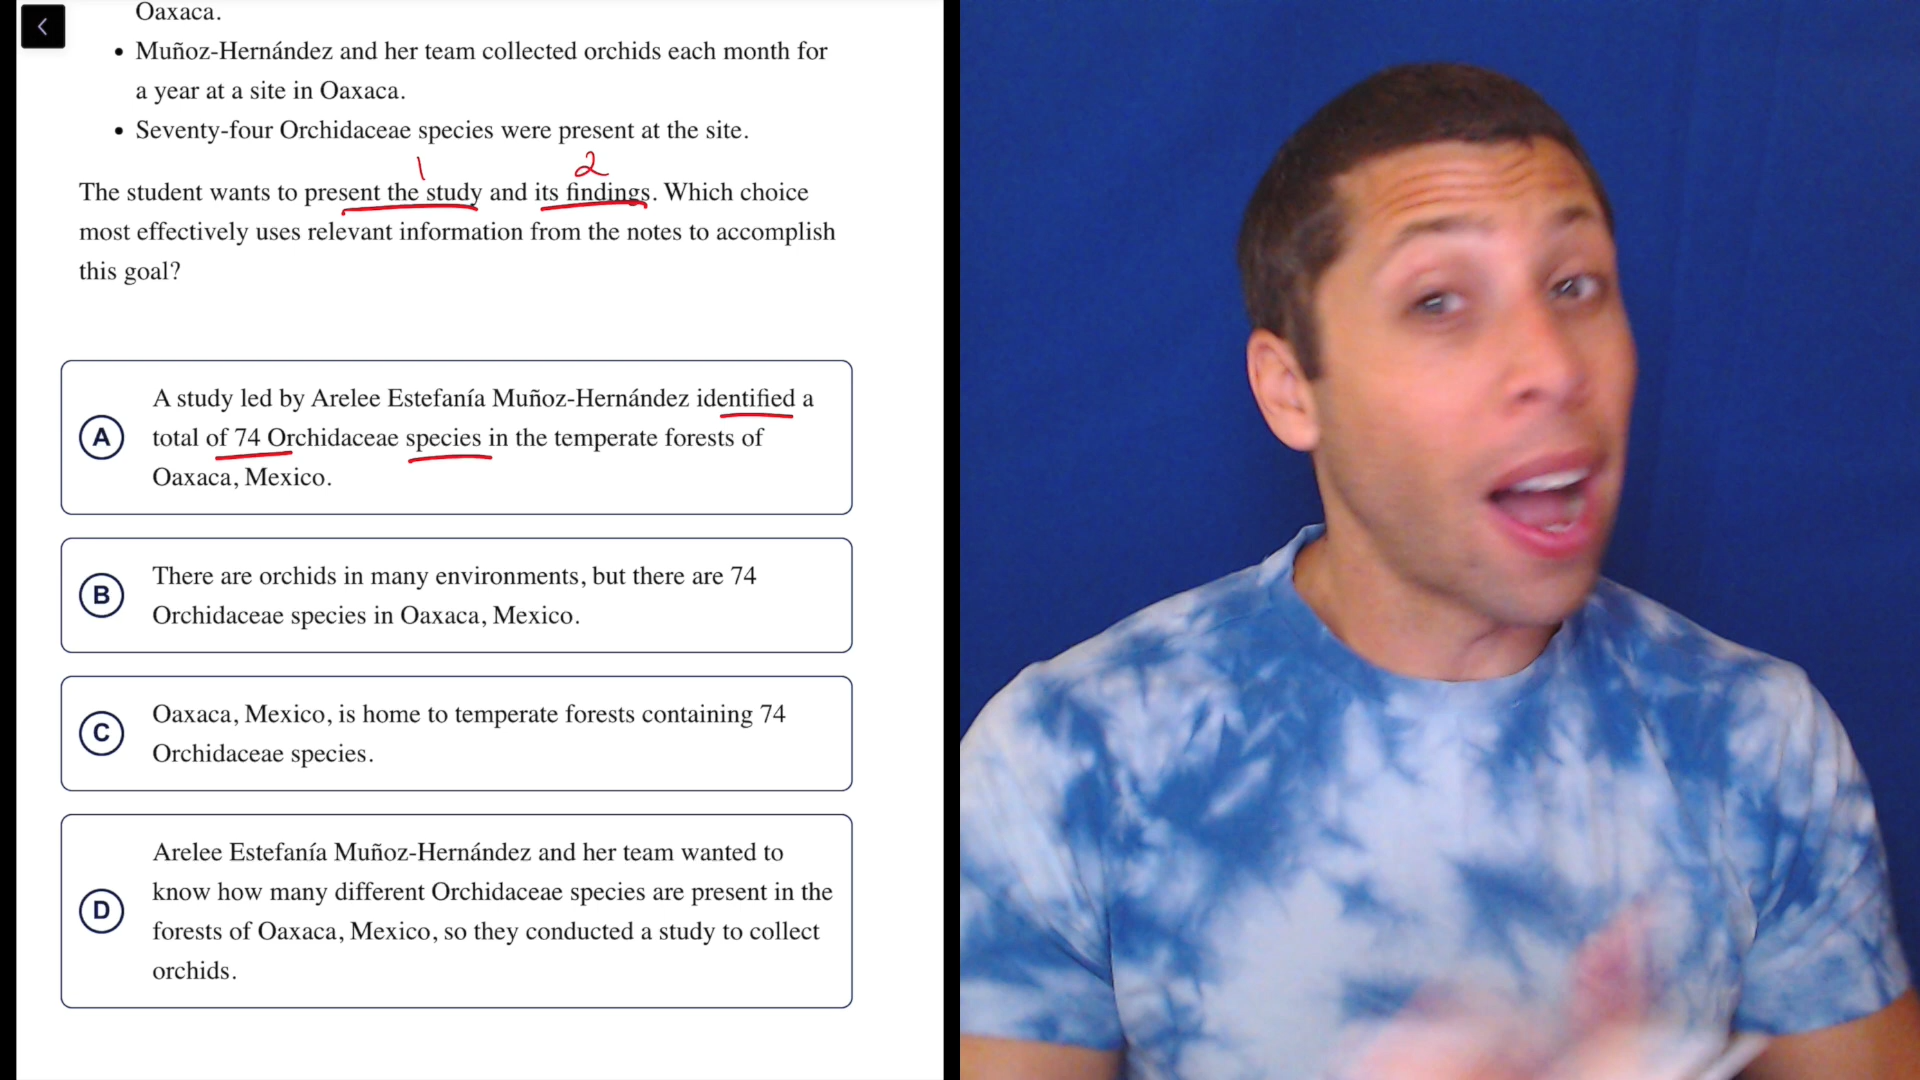 Oaxaca.
• Muñoz-Hernández and her team collected orchids each month for
a year at a site in Oaxaca.
• Seventy-four Orchidaceae species were present at the site.
1 2
The student wants to present the study and its findings. Which choice
most effectively uses relevant information from the notes to accomplish
this goal?
A study led by Arelee Estefanía Muñoz-Hernández identified a
A total of 74 Orchidaceae species in the temperate forests of
Oaxaca, Mexico.
There are orchids in many environments, but there are 74
B
Orchidaceae species in Oaxaca, Mexico.
Oaxaca, Mexico, is home to temperate forests containing 74
C
Orchidaceae species.
Arelee Estefanía Muñoz-Hernández and her team wanted to
know how many different Orchidaceae species are present in the
D
forests of Oaxaca, Mexico, so they conducted a study to collect
orchids.